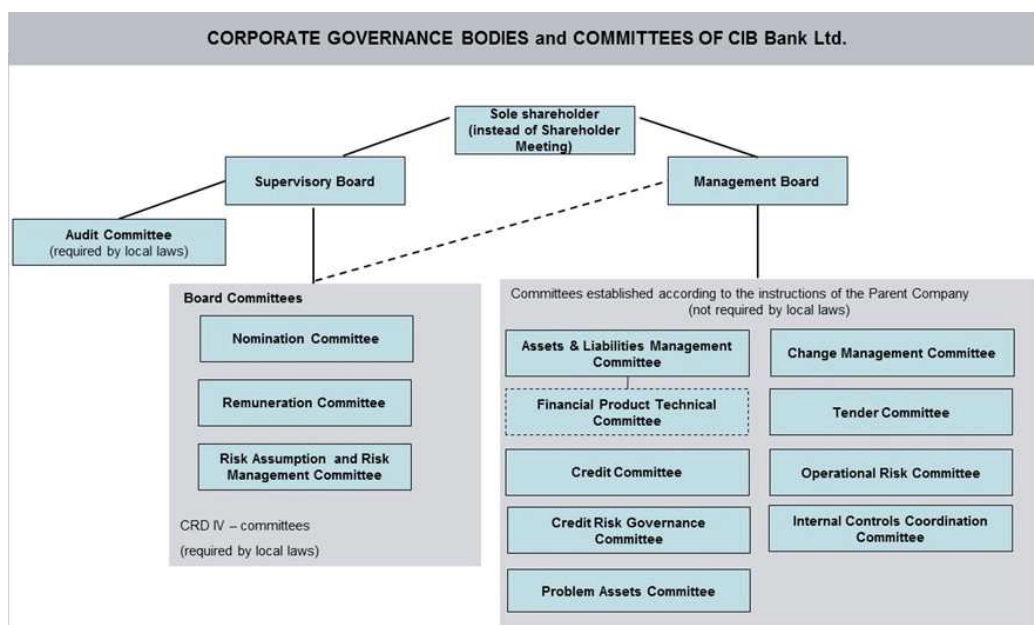 CORPORATE GOVERNANCE BODIES and COMMITTEES OF CIB Bank Ltd.
Sole shareholder
(instead of Shareholder
Meeting)
Supervisory Board
Management Board
Audit Committee
(required by local laws)
Board Committees
Nomination Committee
Remuneration Committee
Risk Assumption and Risk
Management Committee
CRD IV – committees
(required by local laws)
Committees established according to the instructions of the Parent Company
(not required by local laws)
Assets & Liabilities Management
Committee
Financial Product Technical
Committee
Credit Committee
Credit Risk Governance
Committee
Problem Assets Committee
Change Management Committee
Tender Committee
Operational Risk Committee
Internal Controls Coordination
Committee